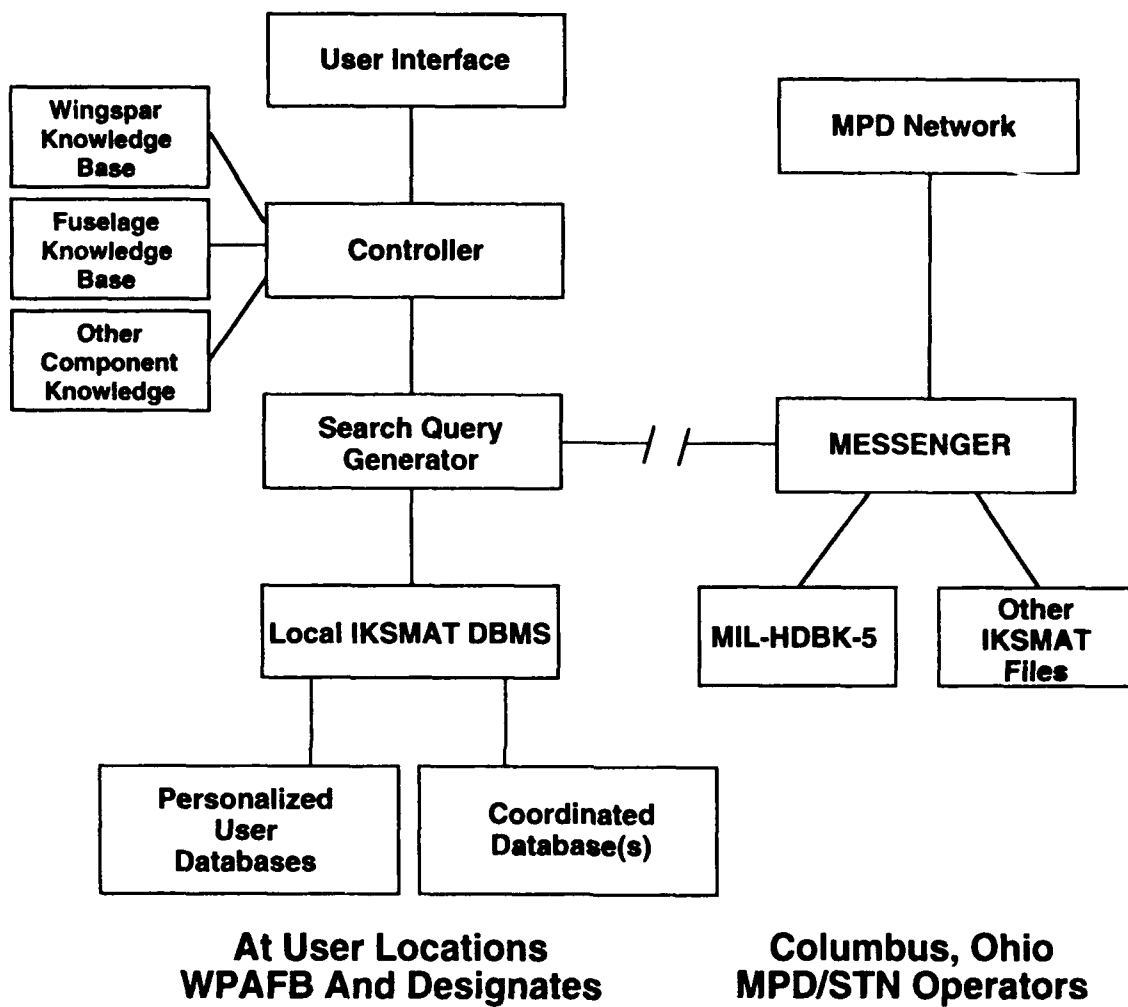 User Interface
Wingspar
Knowledge
Base
MPD Network
Fuselage
Knowledge
Base
Controller
Other
Component
Knowledge
Search Query
Generator
MESSENGER
Local IKSMAT DBMS
MIL-HDBK-5
Other
IKSMAT
Files
Personalized
User
Databases
Coordinated
Database(s)
At User Locations
WPAFB And Designates
Columbus, Ohio
MPD/STN Operators